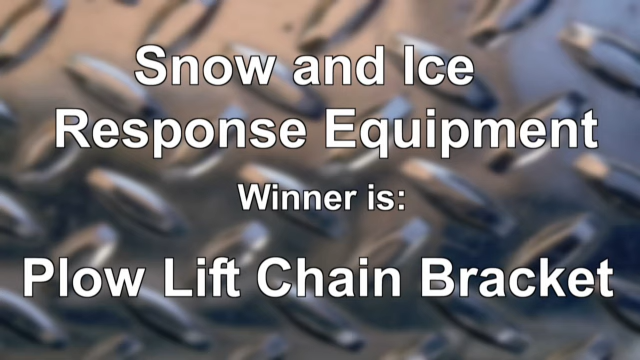 Snow and Ice
Response Equipment
Winner is:
Plow Lift Chain Bracket